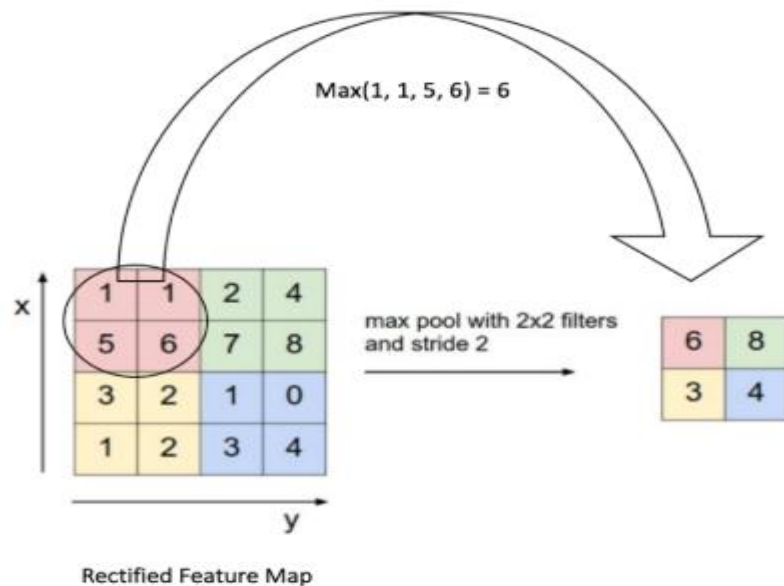 Max(1, 1, 5, 6) = 6
x
1 1 2 4
5 6 7 8
3 2 1 0
1 2 3 4
y
max pool with 2x2 filters
and stride 2
6 8
3 4
Rectified Feature Map